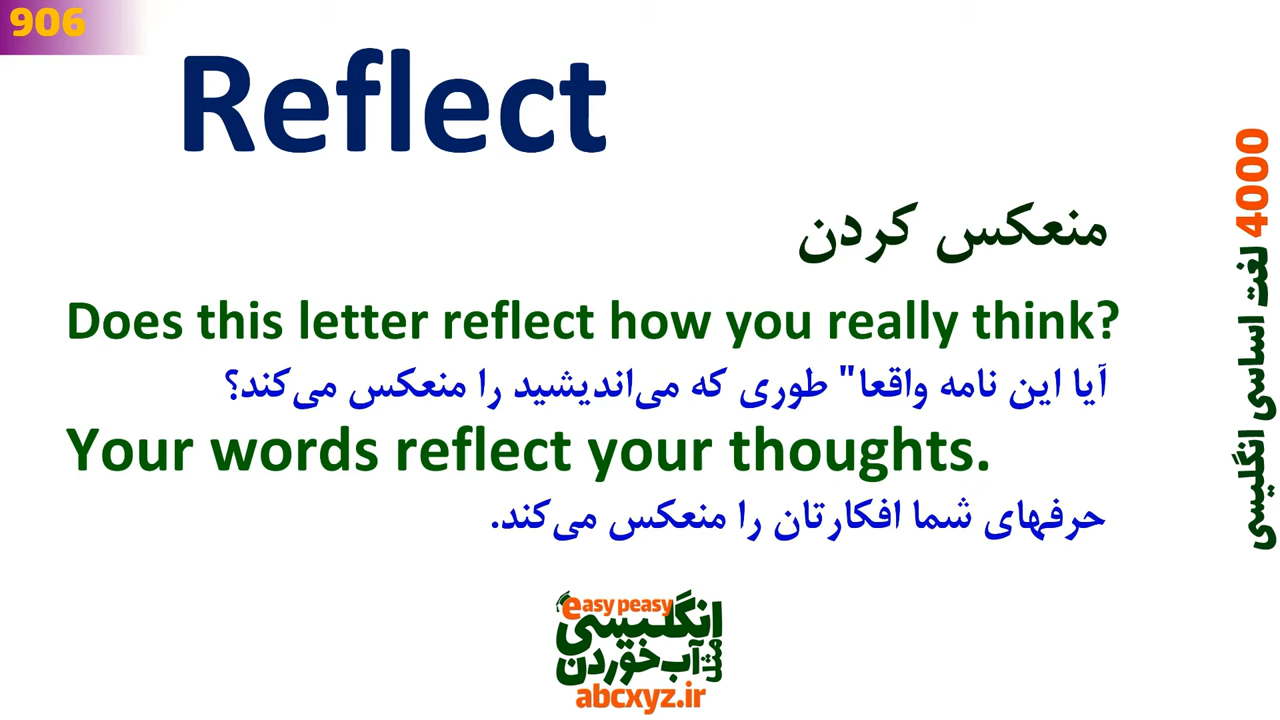 906
Reflect
منعکس کردن
Does this letter reflect how you really think?
آیا این نامه واقعا" طوری که می‌اندیشید را منعکس می‌کند؟
Your words reflect your thoughts.
حرفهای شما افکارتان را منعکس می‌کند.
4000 لغت اساسی انگلیسی
easy peasy
انگلیسی
مثل آب خوردن
abcxyz.ir